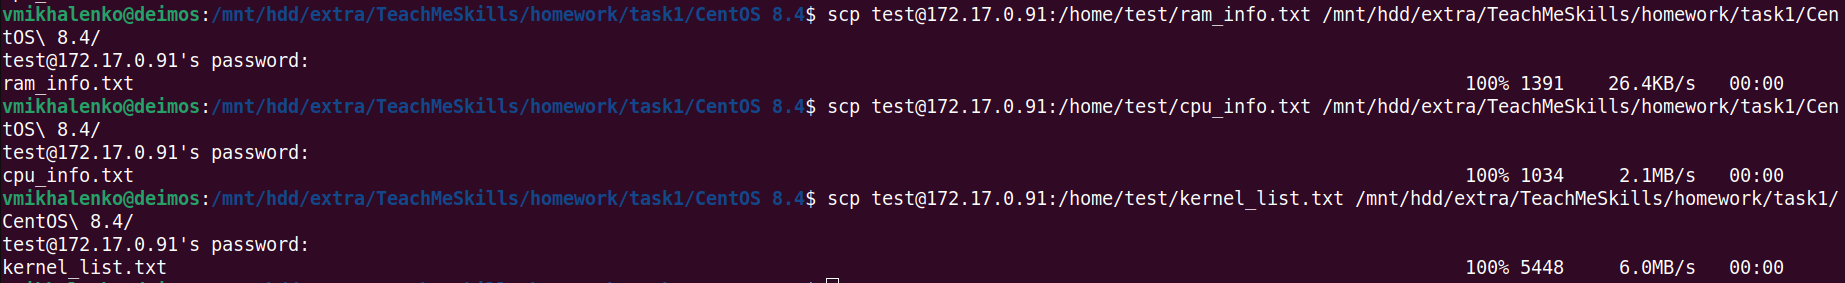 vmikhalenko@deimos:/mnt/hdd/extra/TeachMeSkills/homework/task1/CentOS 8.4$ scp test@172.17.0.91:/home/test/ram_info.txt /mnt/hdd/extra/TeachMeSkills/homework/task1/Cen
tOS\ 8.4/
test@172.17.0.91's password:
ram_info.txt 100% 1391 26.4KB/s 00:00
vmikhalenko@deimos:/mnt/hdd/extra/TeachMeSkills/homework/task1/CentOS 8.4$ scp test@172.17.0.91:/home/test/cpu_info.txt /mnt/hdd/extra/TeachMeSkills/homework/task1/Cen
tOS\ 8.4/
test@172.17.0.91's password:
cpu_info.txt 100% 1034 2.1MB/s 00:00
vmikhalenko@deimos:/mnt/hdd/extra/TeachMeSkills/homework/task1/CentOS 8.4$ scp test@172.17.0.91:/home/test/kernel_list.txt /mnt/hdd/extra/TeachMeSkills/homework/task1/
CentOS\ 8.4/
test@172.17.0.91's password:
kernel_list.txt 100% 5448 6.0MB/s 00:00